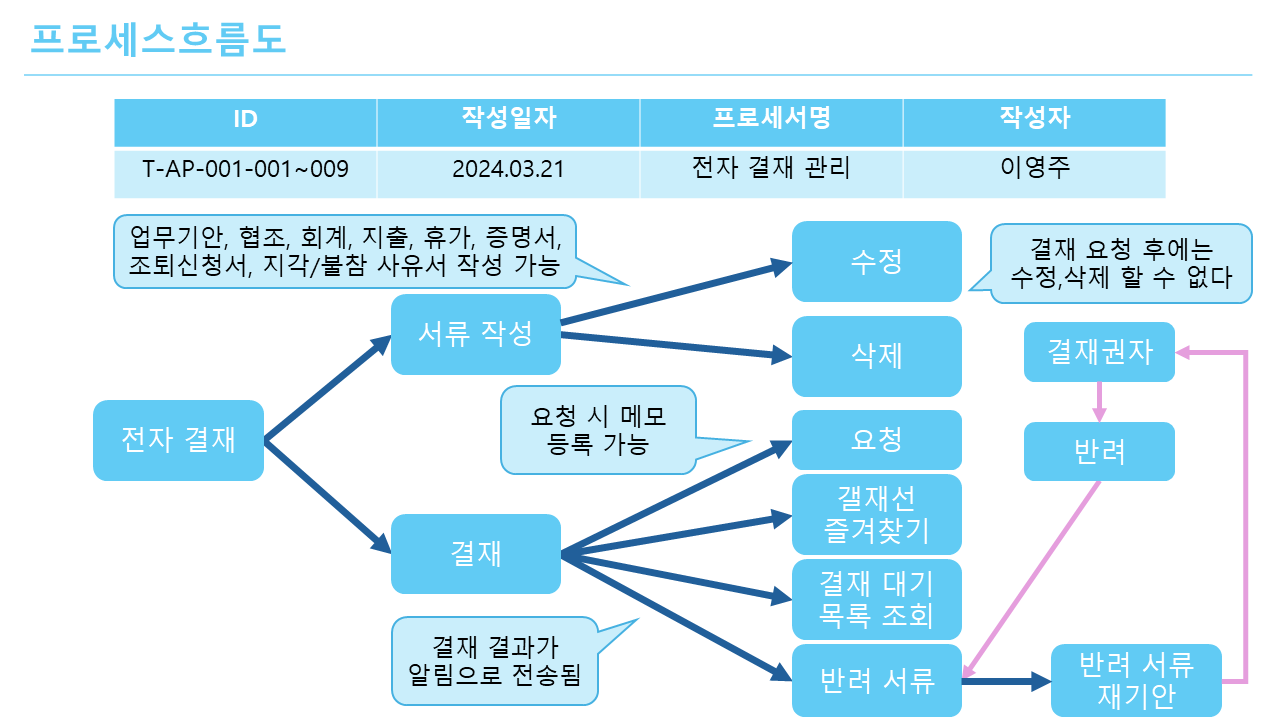 프로세스흐름도
ID 작성일자 프로세서명 작성자
T-AP-001-001~009 2024.03.21 전자 결재 관리 이영주
업무기안, 협조, 회계, 지출, 휴가, 증명서,
조퇴신청서, 지각/불참 사유서 작성 가능
수정
결재 요청 후에는
수정,삭제 할 수 없다
서류 작성
삭제
결재권자
전자 결재
요청 시 메모
등록 가능
요청
반려
갤재선
즐겨찾기
결재
결재 대기
목록 조회
결재 결과가
알림으로 전송됨
반려 서류
반려 서류
재기안